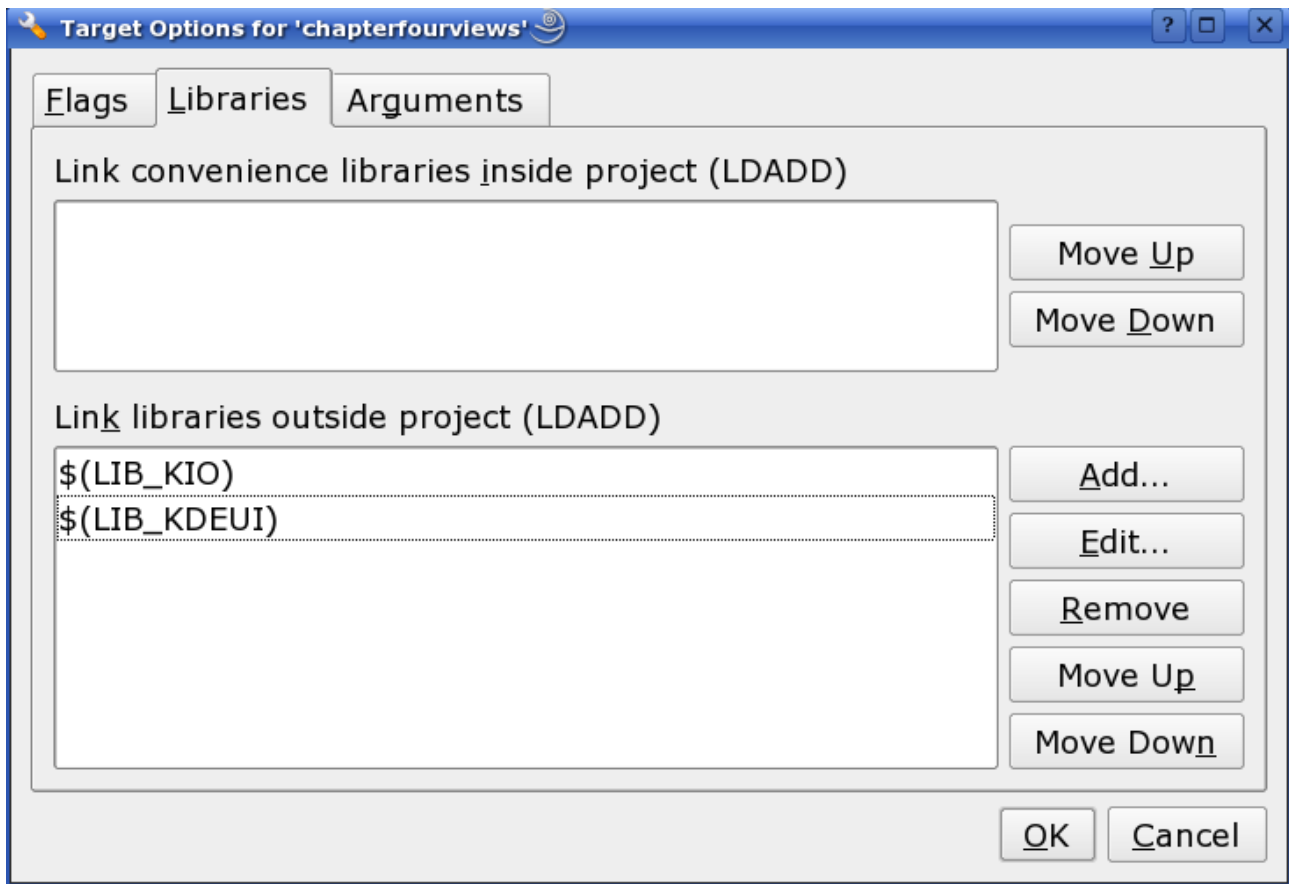 Target Options for 'chapterfourviews'
Flags Libraries Arguments
Link convenience libraries inside project (LDADD)
Move Up
Move Down
Link libraries outside project (LDADD)
$(LIB_KIO)
$(LIB_KDEUI)
Add...
Edit...
Remove
Move Up
Move Down
OK Cancel